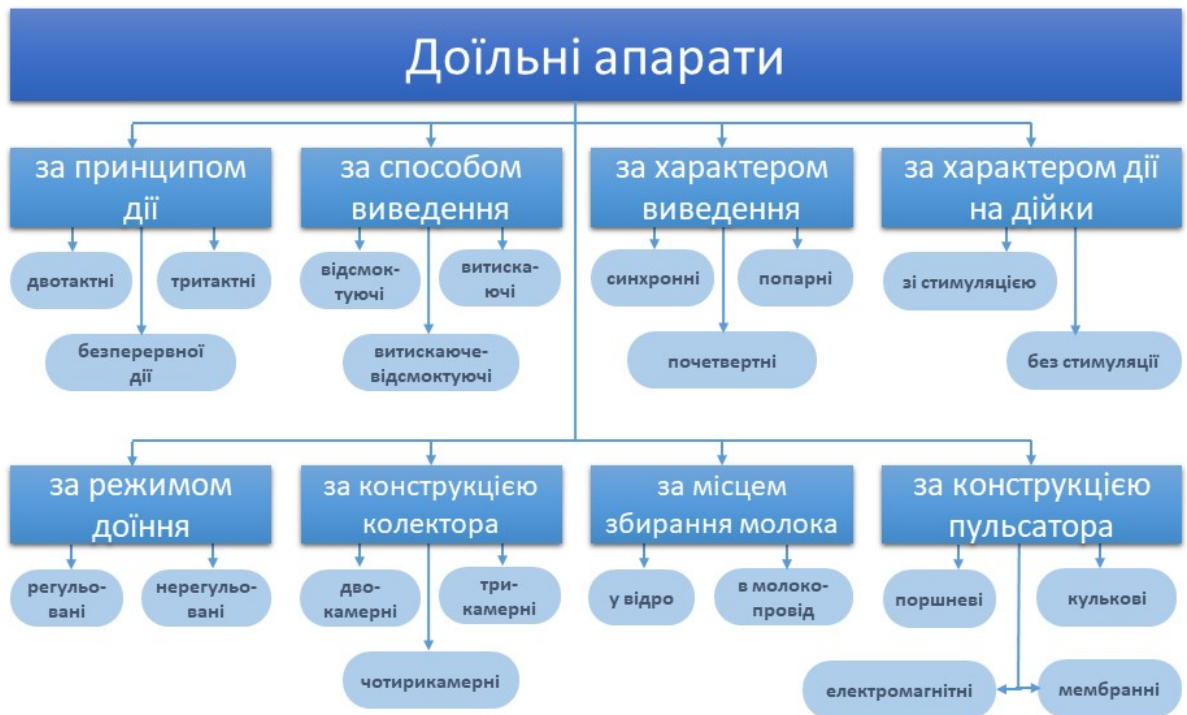 Доїльні апарати
за принципом
дії
двотактні
тритактні
безперервної
дії
за способом
виведення
відсмок-
туючі
витиска-
ючі
витискаюче-
відсмоктуючі
за характером
виведення
синхронні
попарні
почетвертні
за характером дії
на дійки
зі стимуляцією
без стимуляції
за режимом
доїння
регульо-
вані
нерегульо-
вані
за конструкцією
колектора
дво-
камерні
три-
камерні
чотирикамерні
за місцем
збирання молока
у відро
в молоко-
провід
за конструкцією
пульсатора
поршневі
кулькові
електромагнітні
мембранні